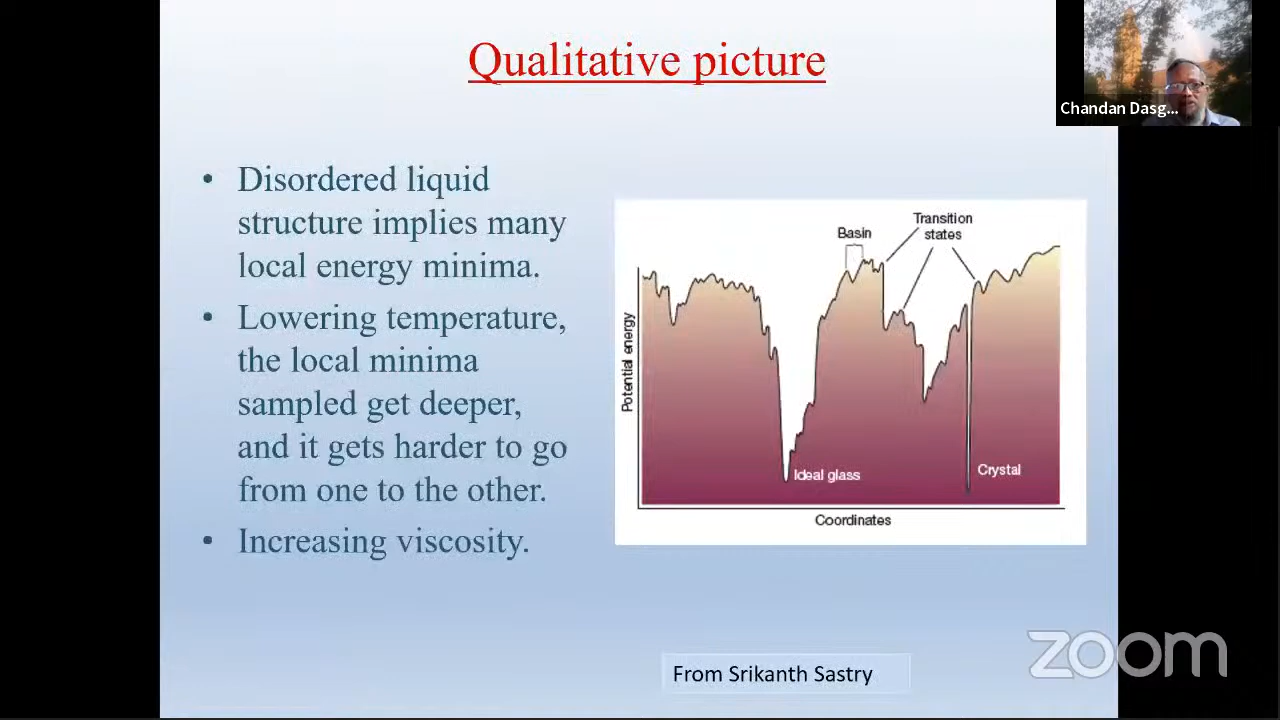 Qualitative picture
Chandan Dasg...
• Disordered liquid
structure implies many
local energy minima.
• Lowering temperature,
the local minima
sampled get deeper,
and it gets harder to go
from one to the other.
• Increasing viscosity.
Transition
states
Basin
Potential energy
Ideal glass
Crystal
Coordinates
From Srikanth Sastry
zoom